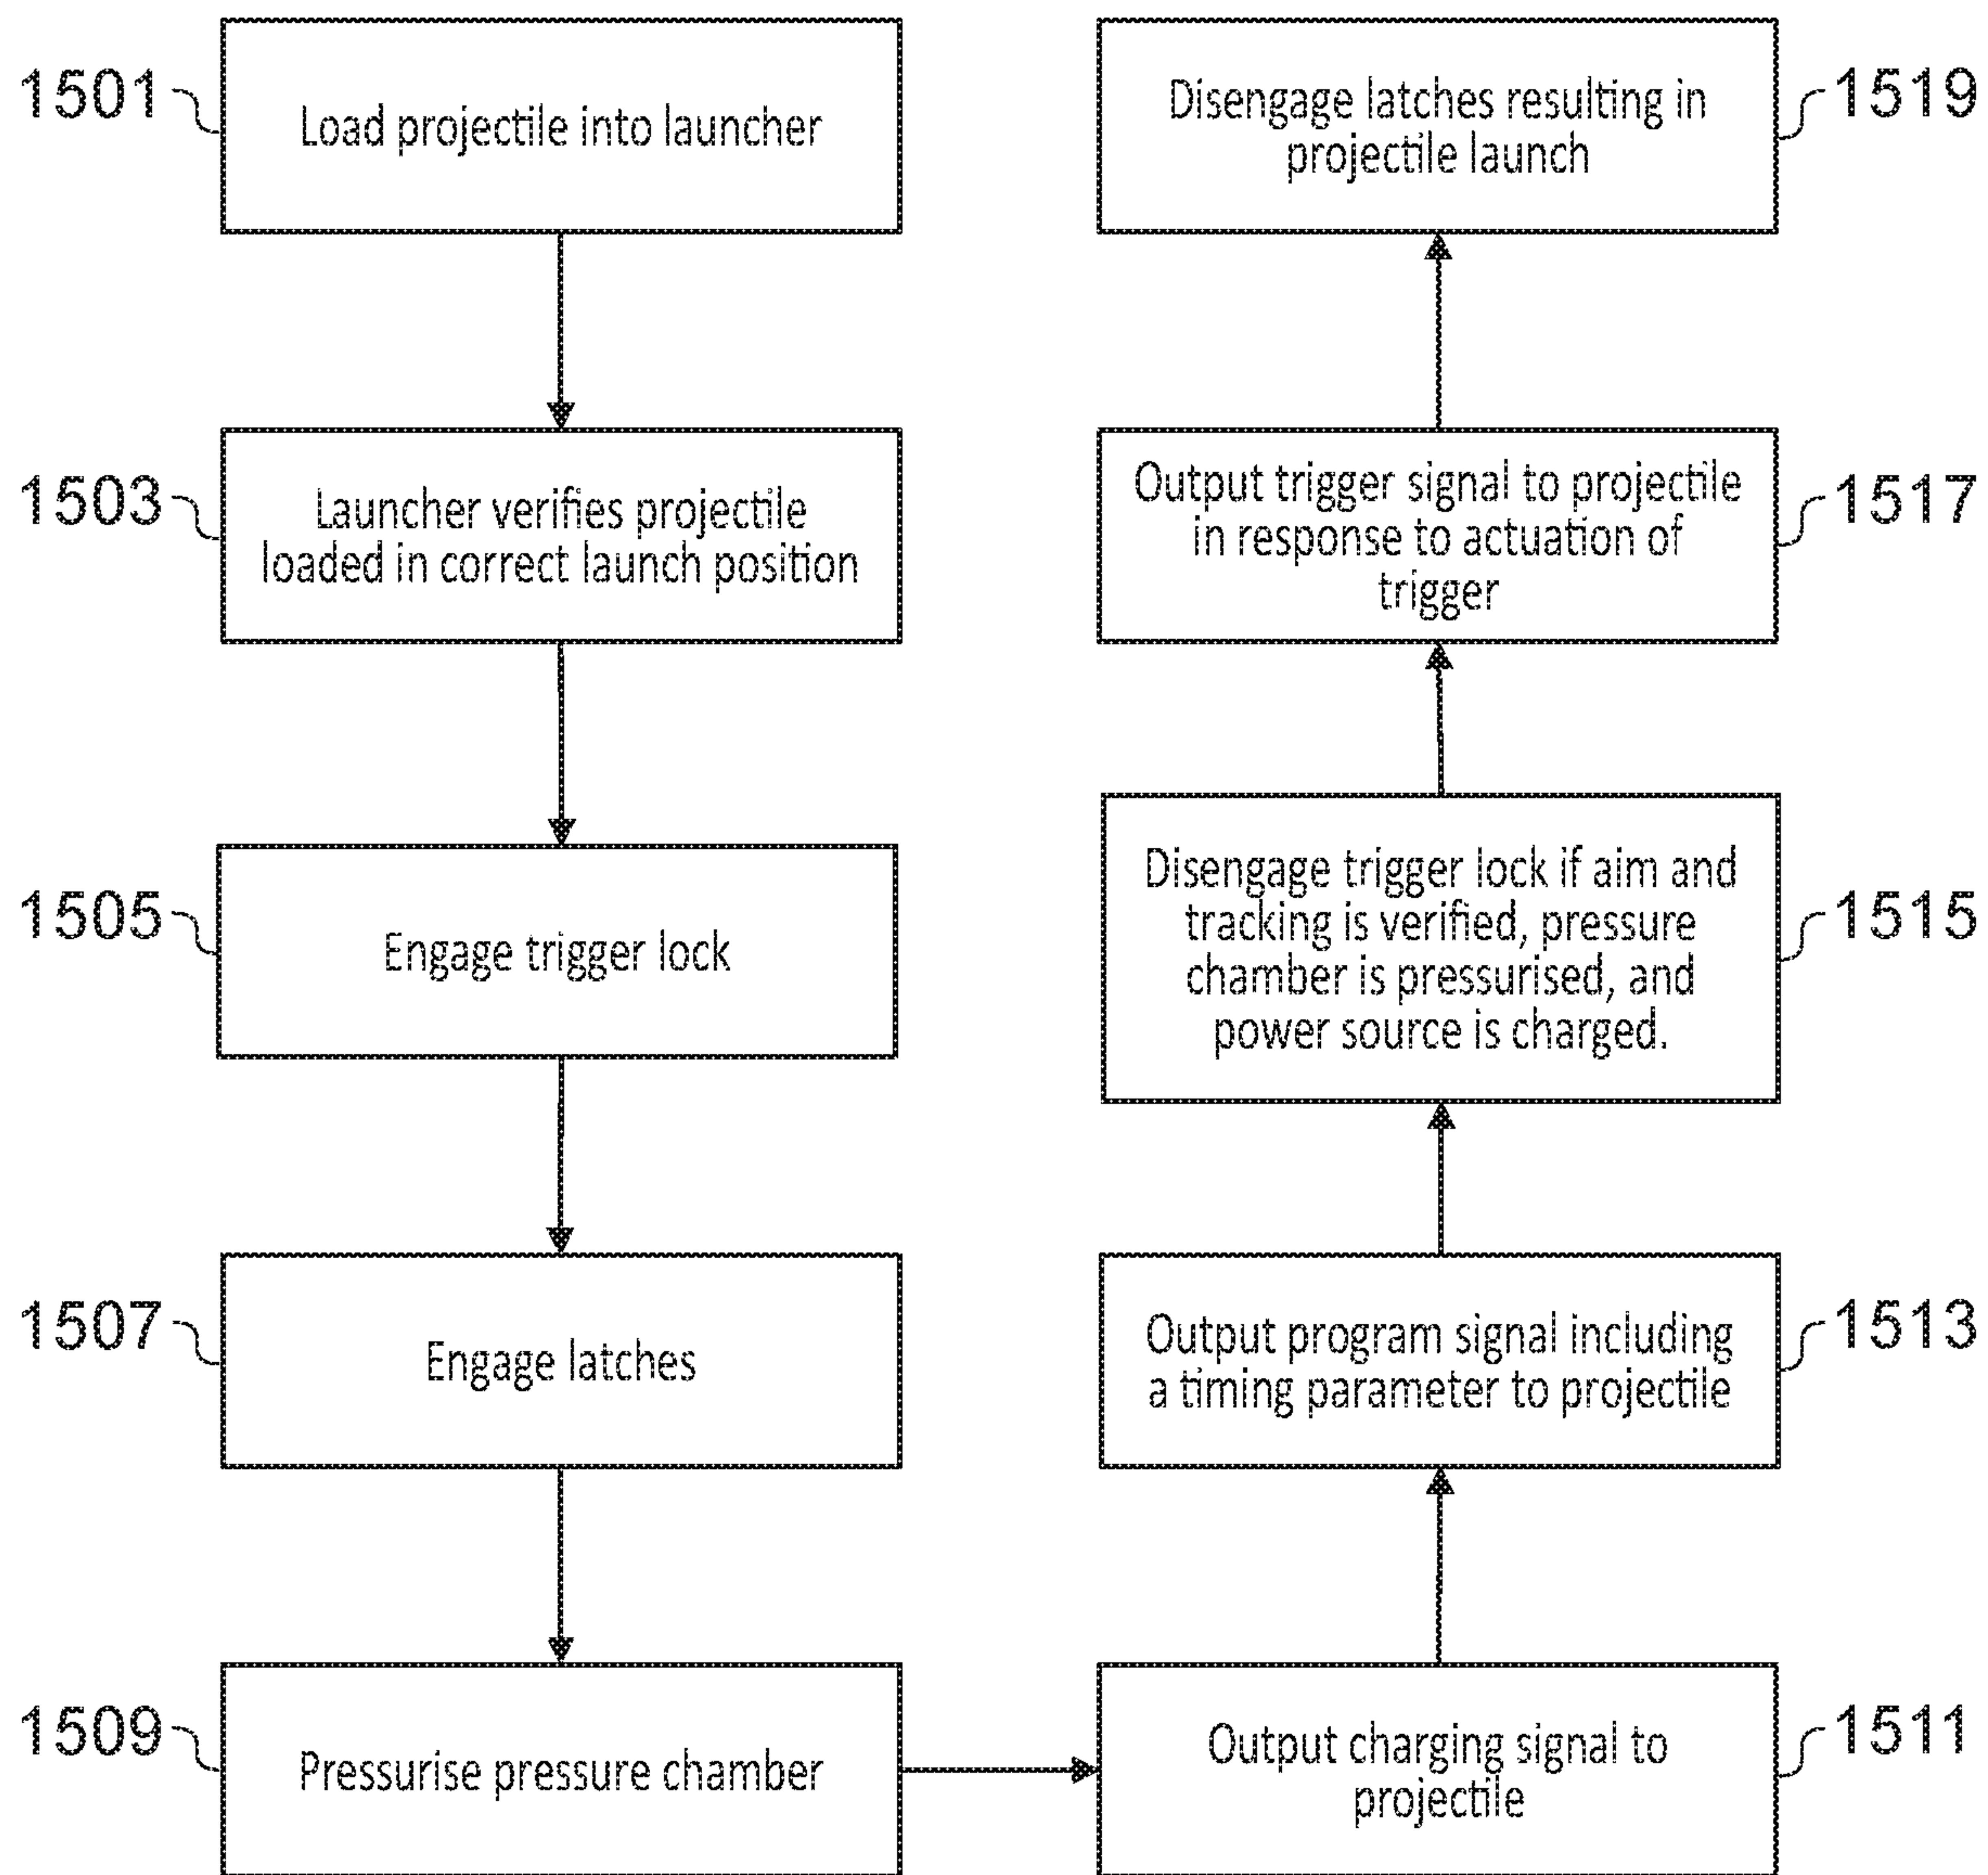 1501
Load projectile into launcher
1503
Launcher verifies projectile
loaded in correct launch position
1505
Engage trigger lock
1507
Engage latches
1509
Pressurise pressure chamber
Output charging signal to
projectile
1511
Output program signal including
a timing parameter to projectile
1513
Disengage trigger lock if aim and
tracking is verified, pressure
chamber is pressurised, and
power source is charged.
1515
Output trigger signal to projectile
in response to actuation of
trigger
1517
Disengage latches resulting in
projectile launch
1519